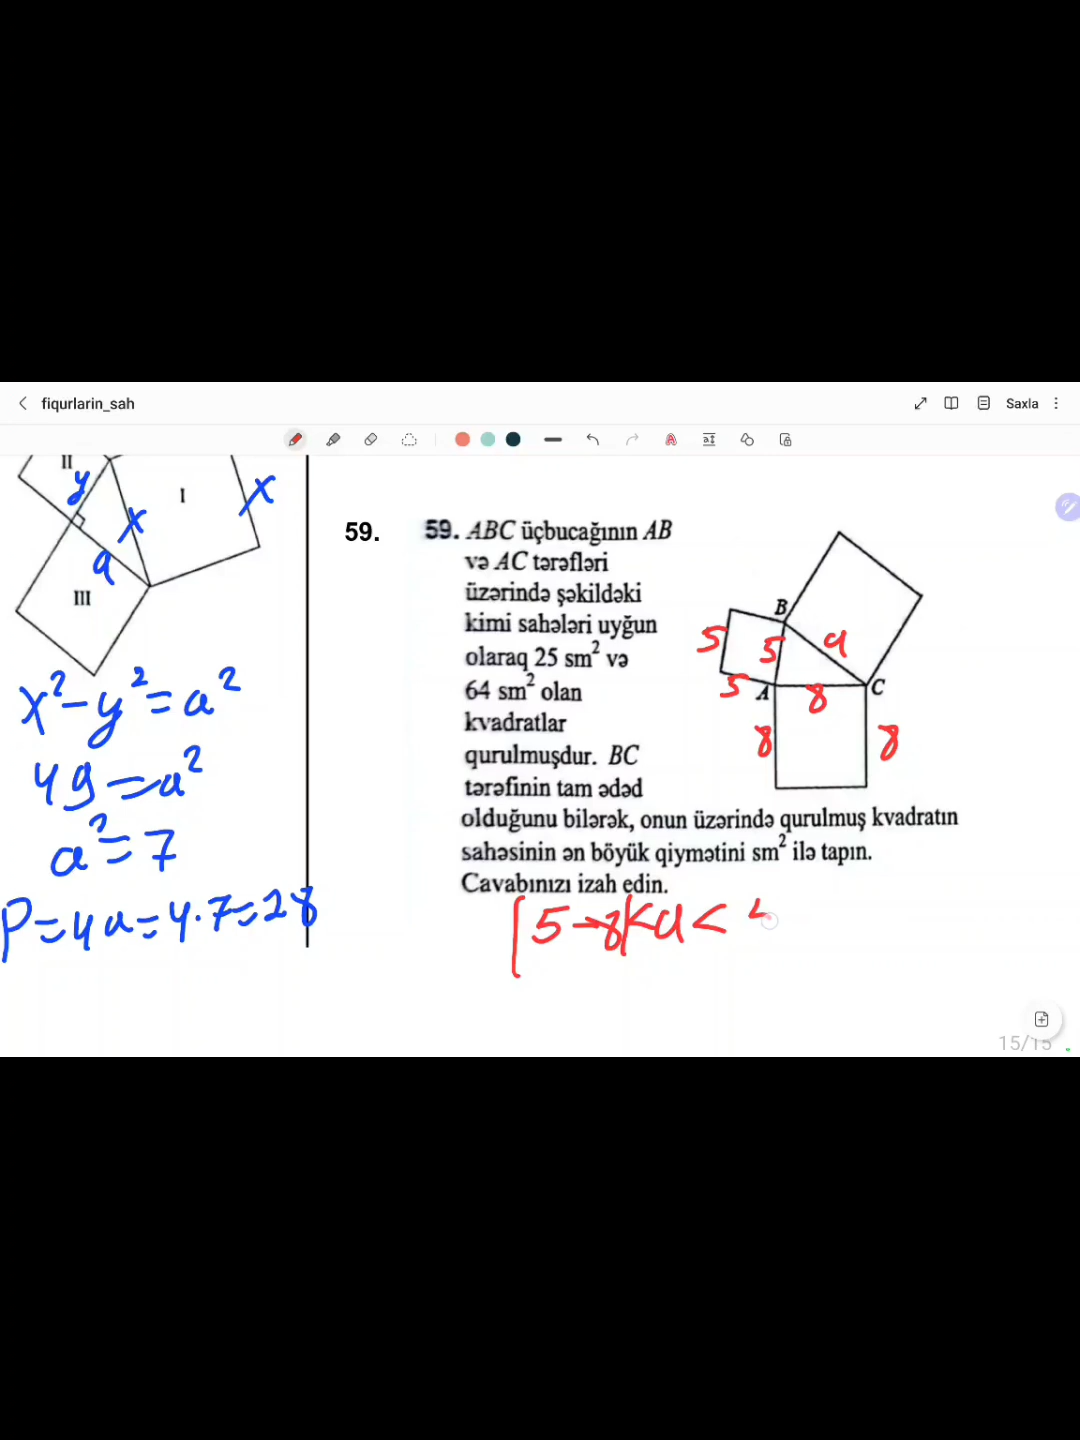 fiqurlarin_sah
Saxla
II
y
x
I
x
a
III
x²-y²=a²
49=a²
a²=7
P=4a=4·7=28
59.
59. ABC üçbucağının AB
və AC tərəfləri
üzərində şəkildəki
kimi sahələri uyğun
olaraq 25 sm² və
64 sm² olan
kvadratlar
qurulmuşdur. BC
tərəfinin tam ədəd
olduğunu bilərək, onun üzərində qurulmuş kvadratın
sahəsinin ən böyük qiymətini sm² ilə tapın.
Cavabınızı izah edin.
B
5
5
a
5
A
8
C
8
8
|5-8|<a<
15/15